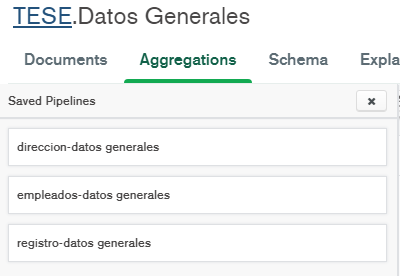 TESE.Datos Generales
Documents Aggregations Schema Expla
Saved Pipelines ×
direccion-datos generales
empleados-datos generales
registro-datos generales